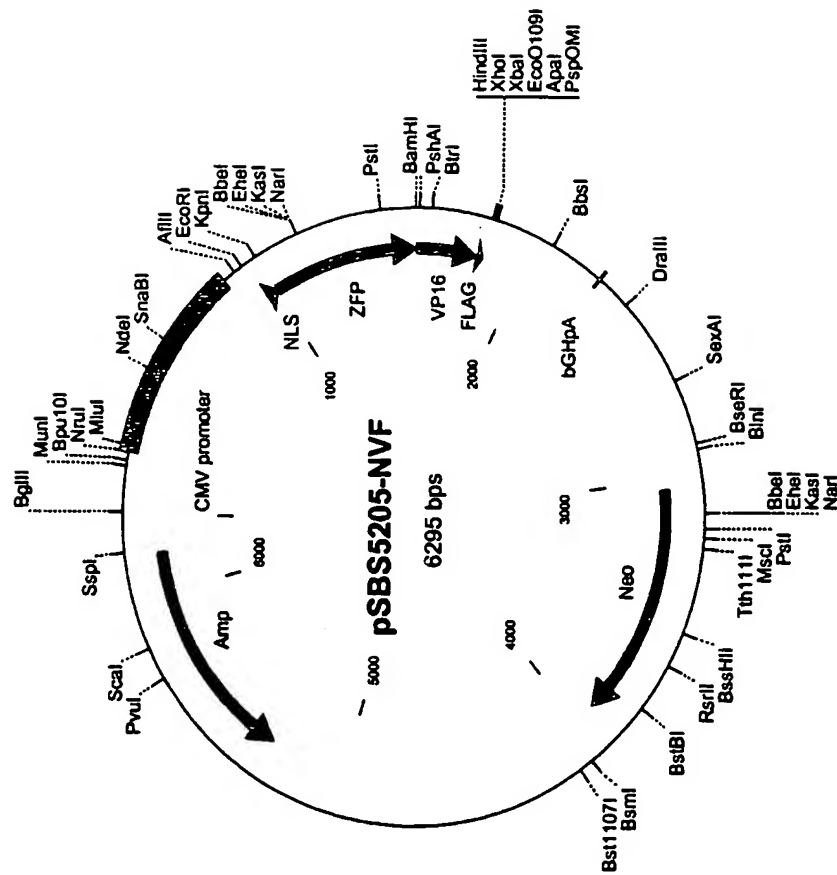 BglII
MunI
Bpu10I
NruI
MluI
NdeI
SnaBI
AflII
EcoRI
KpnI
BbeI
EheI
KasI
NarI
PstI
BamHI
PshAI
BtrI
HindIII
XhoI
XbaI
EcoO109I
ApaI
PspOMI
BbsI
DraIII
SexAI
BseRI
BlnI
BbeI
EheI
KasI
NarI
PstI
MscI
Tth111I
BssHII
RsrII
BstBI
BsmI
Bst1107I
PvuI
ScaI
SspI
CMV promoter
NLS
ZFP
VP16
FLAG
bGHpA
Neo
Amp
1000
2000
3000
4000
5000
6000
pSBS5205-NVF
6295 bps